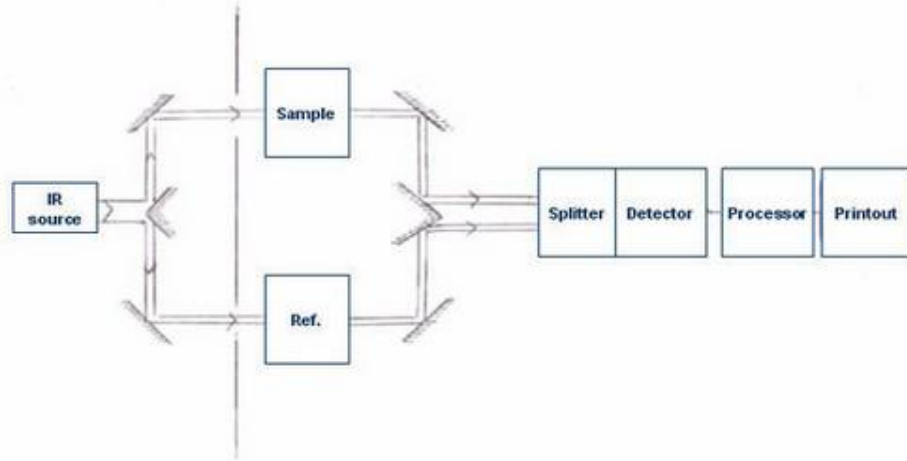 Sample
IR
source
Splitter
Detector
Processor
Printout
Ref.